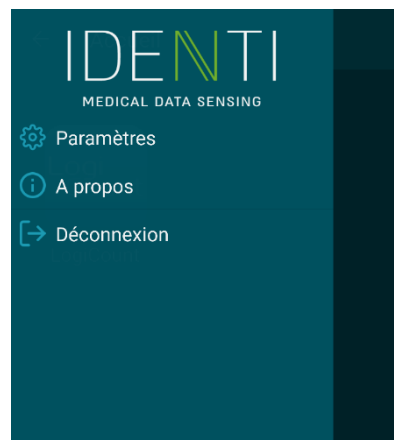 IDENTI
MEDICAL DATA SENSING
Paramètres
A propos
Déconnexion